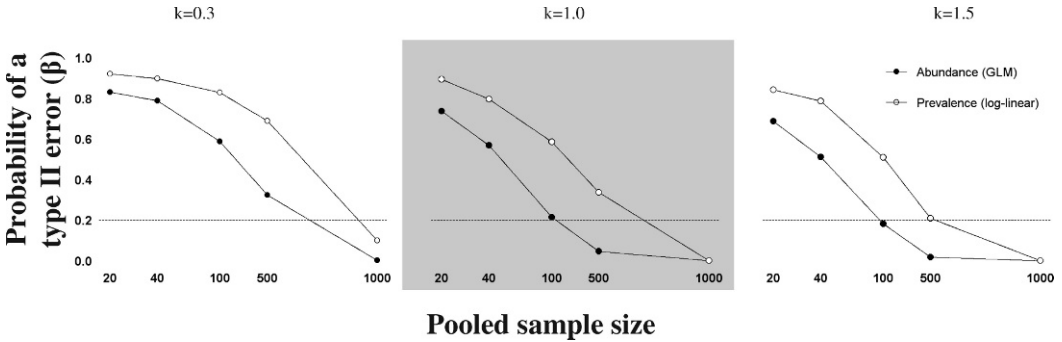 k=0.3 k=1.0 k=1.5
Probability of a
type II error (β)
1.0
0.8
0.6
0.4
0.2
0.0
Abundance (GLM)
Prevalence (log-linear)
20 40 100 500 1000 20 40 100 500 1000 20 40 100 500 1000
Pooled sample size